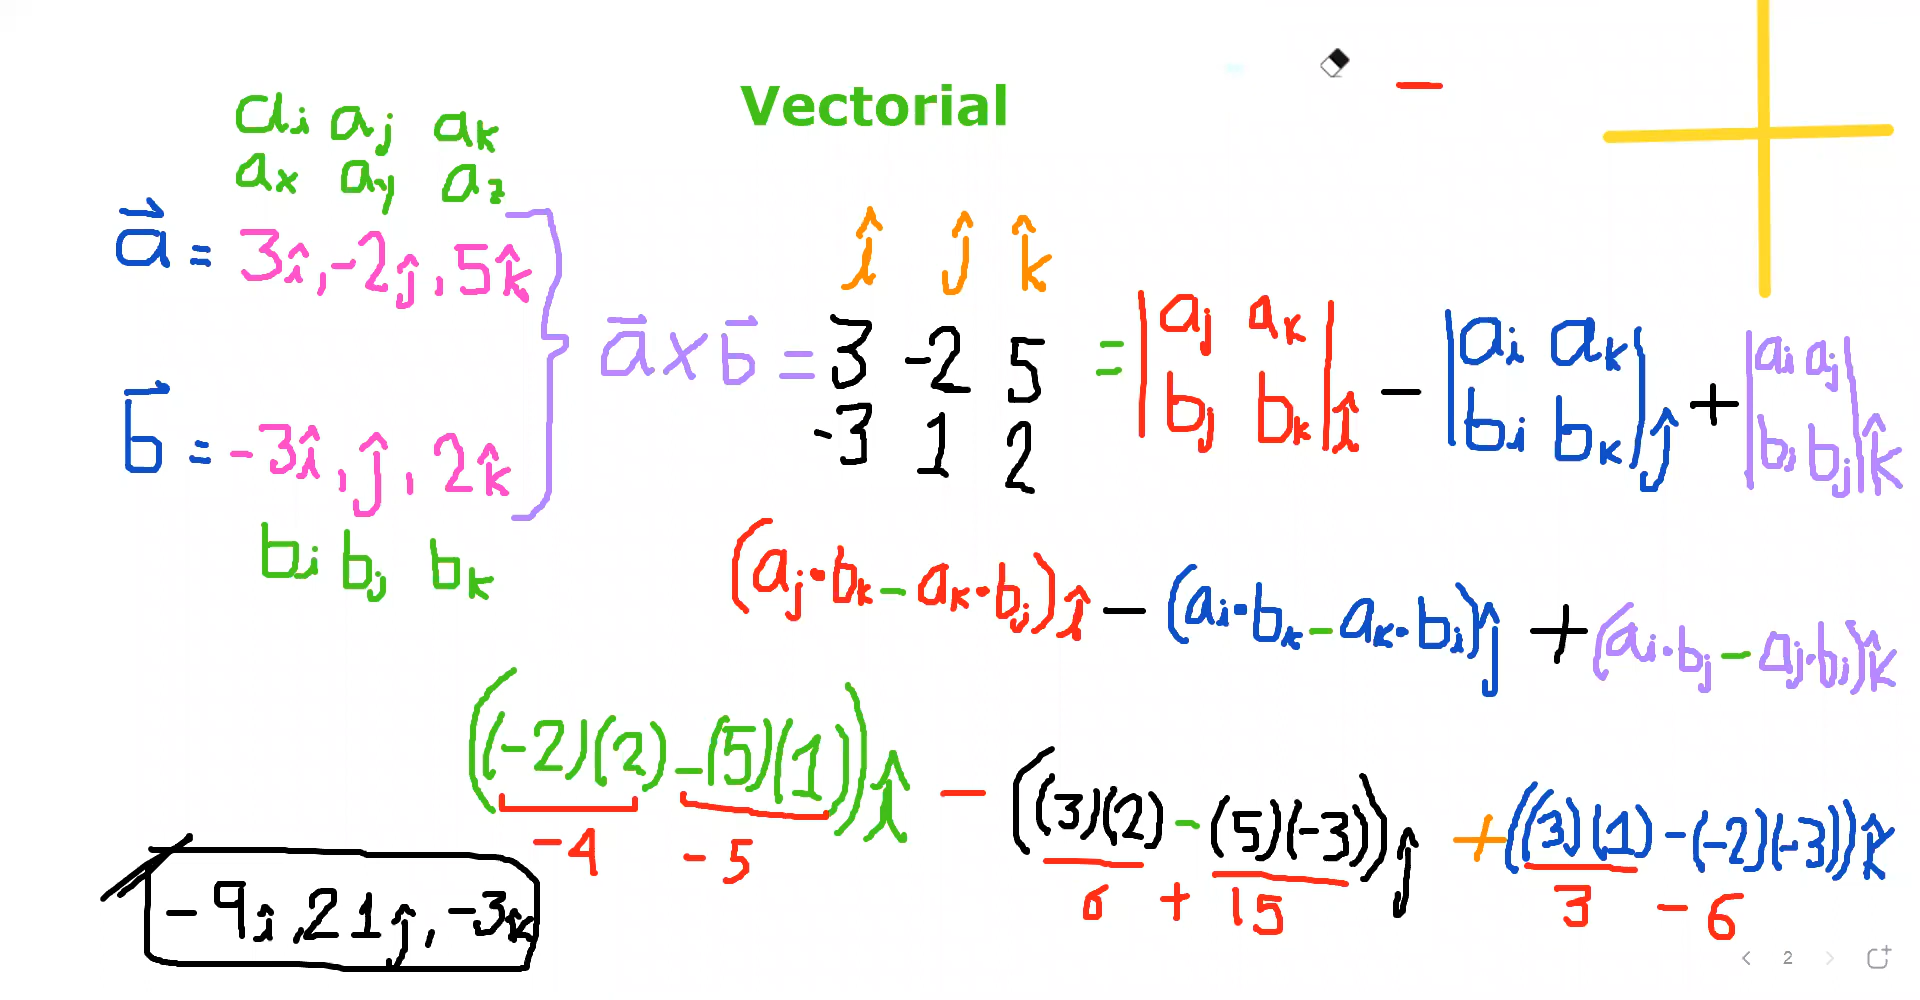 Vectorial
aᵢ aⱼ aₖ
aₓ aᵧ a_z
a⃗ = 3î, -2ĵ, 5k̂
b⃗ = -3î, ĵ, 2k̂
bᵢ bⱼ bₖ
a⃗ x b⃗ =
î ĵ k̂
3 -2 5
-3 1 2
= |aⱼ aₖ| - |aᵢ aₖ| + |aᵢ aⱼ|
|bⱼ bₖ| î |bᵢ bₖ| ĵ |bᵢ bⱼ| k̂
(aⱼ·bₖ - aₖ·bⱼ)î - (aᵢ·bₖ - aₖ·bᵢ)ĵ + (aᵢ·bⱼ - aⱼ·bᵢ)k̂
((-2)(2) - (5)(1))î - ((3)(2) - (5)(-3))ĵ + ((3)(1) - (-2)(-3))k̂
-4 - 5 6 + 15 3 - 6
-9î, 21ĵ, -3k̂
2